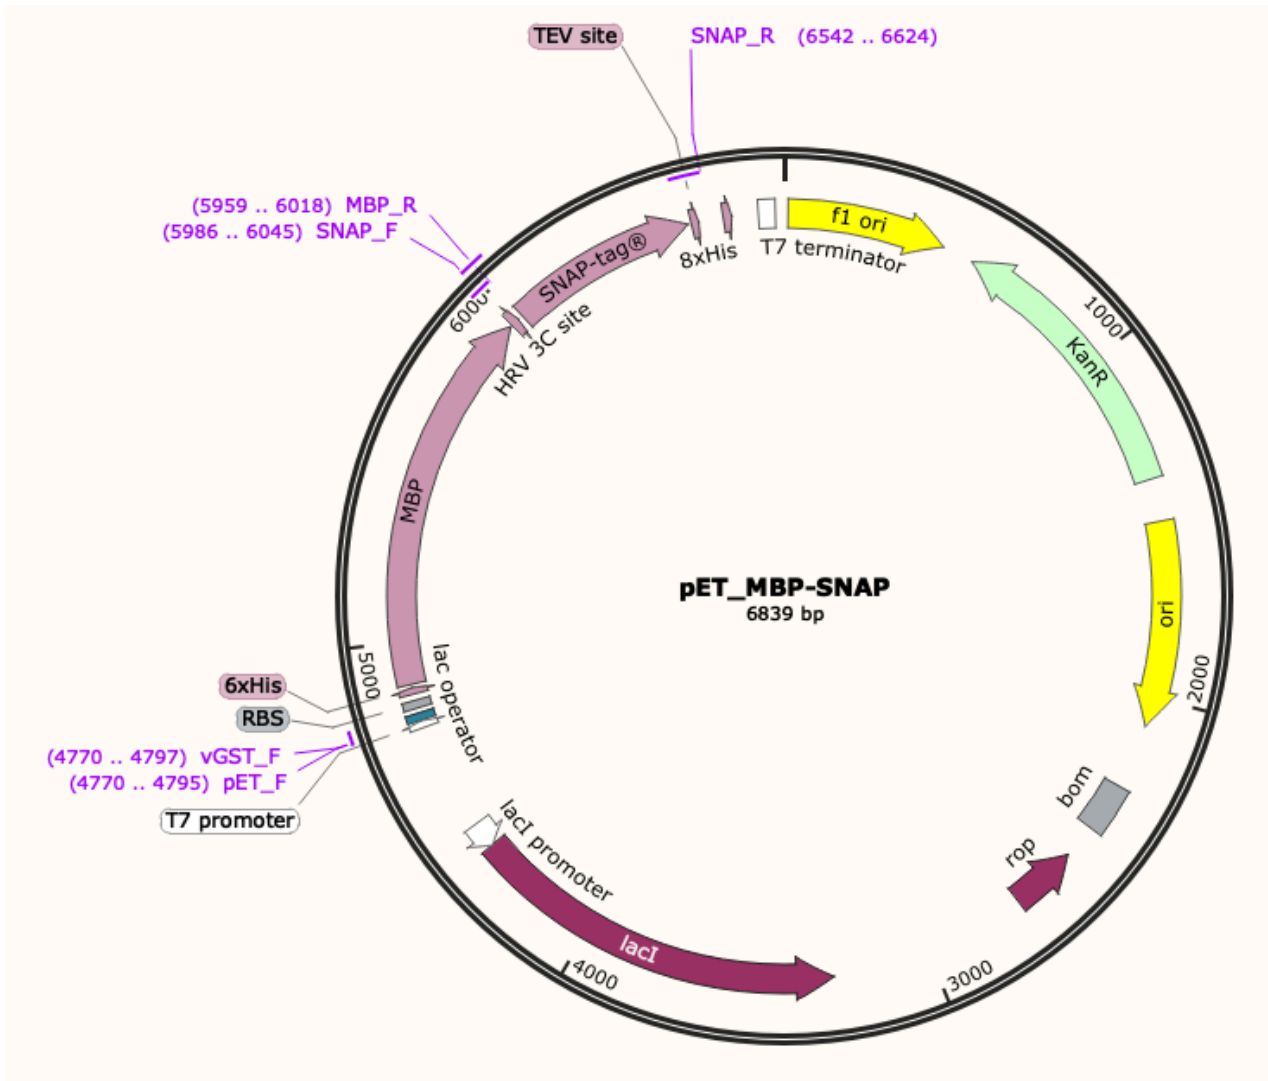 TEV site
SNAP_R (6542 .. 6624)
(5959 .. 6018) MBP_R
(5986 .. 6045) SNAP_F
6000
SNAP-tag®
8xHis
T7 terminator
f1 ori
HRV 3C site
1000
KanR
MBP
pET_MBP-SNAP
6839 bp
ori
2000
lac operator
5000
6xHis
RBS
(4770 .. 4797) vGST_F
(4770 .. 4795) pET_F
T7 promoter
lacI promoter
bom
rop
lacI
4000
3000